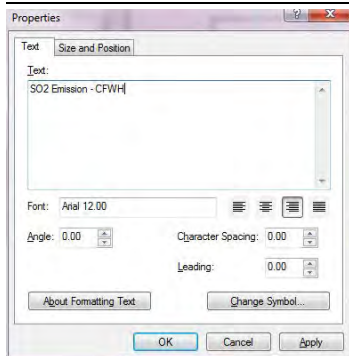 Properties
Text Size and Position
Text:
SO2 Emission - CFWH
Font: Arial 12.00
Angle: 0.00 Character Spacing: 0.00
Leading: 0.00
About Formatting Text Change Symbol...
OK Cancel Apply